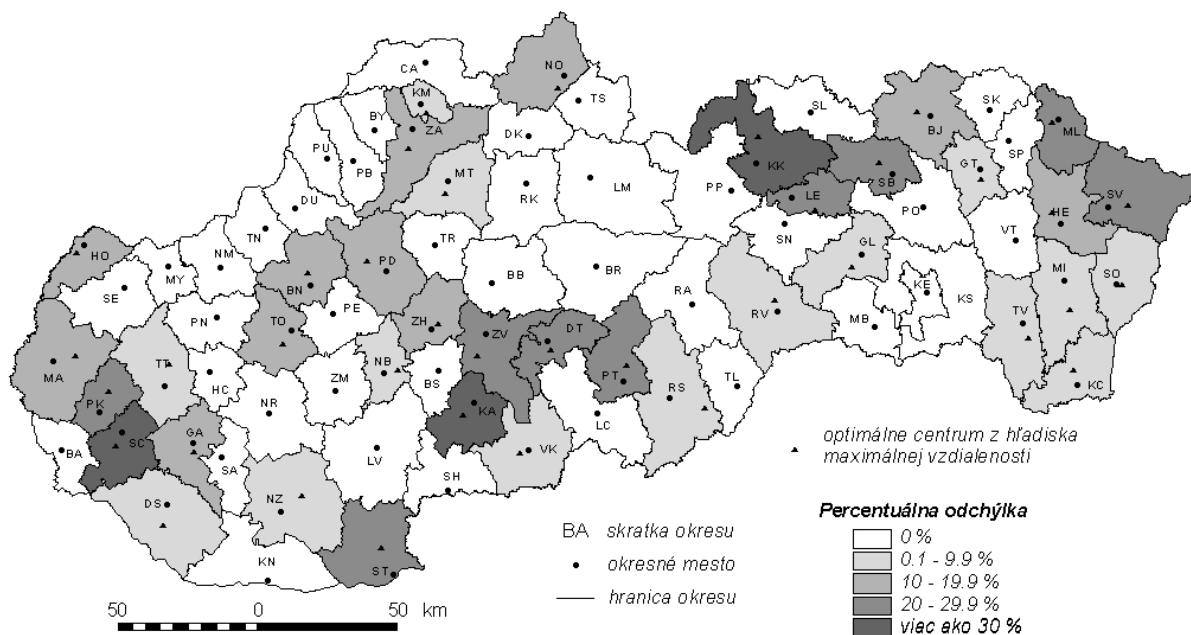 CA
NO
TS
KM
BY
ZA
DK
PU
PB
MT
RK
LM
DU
TN
TR
PP
KK
SL
BJ
SK
ML
SP
GT
SB
LE
PO
SV
HE
VT
SN
HO
MY
NM
SE
BN
PD
BB
BR
GL
MI
SO
KE
KS
RA
RV
MB
TV
PN
TO
PE
ZH
ZV
DT
MA
TT
HC
ZM
NB
BS
PT
RS
TL
KC
PK
SC
GA
NR
KA
LC
BA
SA
LV
VK
DS
NZ
SH
KN
ST
optimálne centrum z hľadiska
maximálnej vzdialenosti
BA skratka okresu
okresné mesto
hranica okresu
Percentuálna odchýlka
0 %
0.1 - 9.9 %
10 - 19.9 %
20 - 29.9 %
viac ako 30 %
50 0 50 km